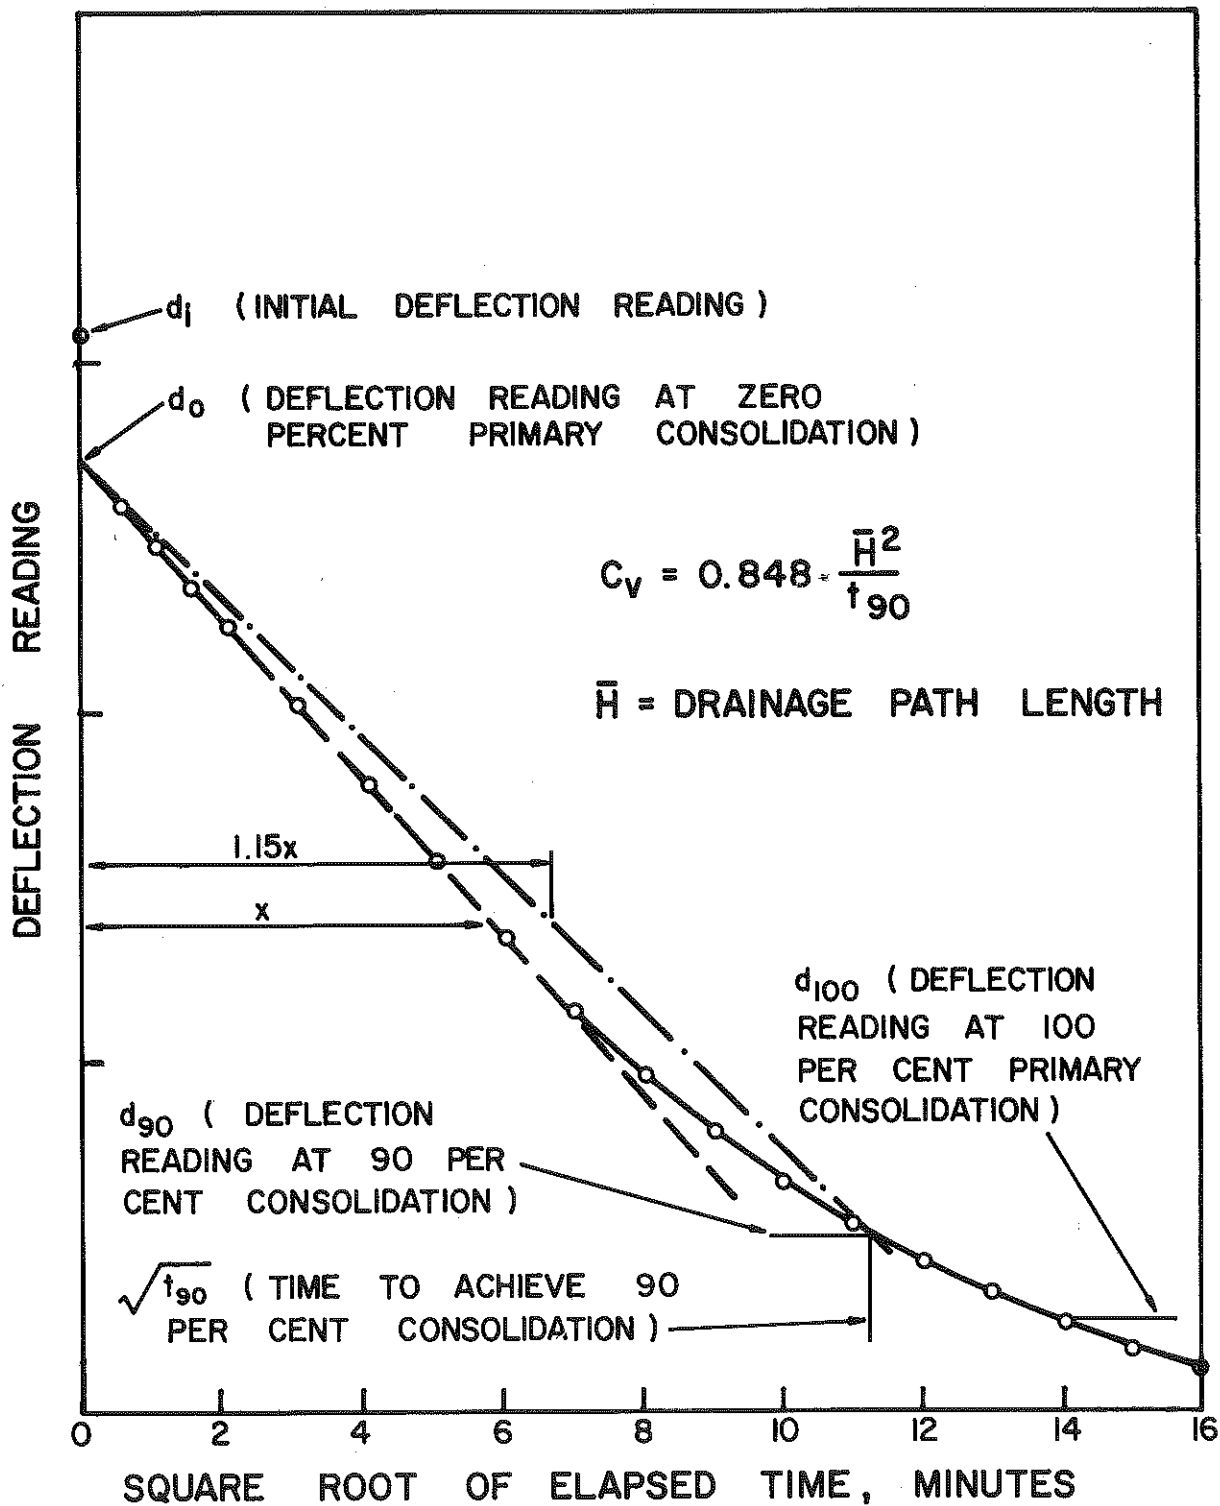 dᵢ (INITIAL DEFLECTION READING)
d₀ (DEFLECTION READING AT ZERO
PERCENT PRIMARY CONSOLIDATION)
DEFLECTION READING
Cᵥ = 0.848 H̅²/t₉₀
H̅ = DRAINAGE PATH LENGTH
1.15x
x
d₁₀₀ (DEFLECTION
READING AT 100
PER CENT PRIMARY
CONSOLIDATION)
d₉₀ (DEFLECTION
READING AT 90 PER
CENT CONSOLIDATION)
√t₉₀ (TIME TO ACHIEVE 90
PER CENT CONSOLIDATION)
0 2 4 6 8 10 12 14 16
SQUARE ROOT OF ELAPSED TIME, MINUTES